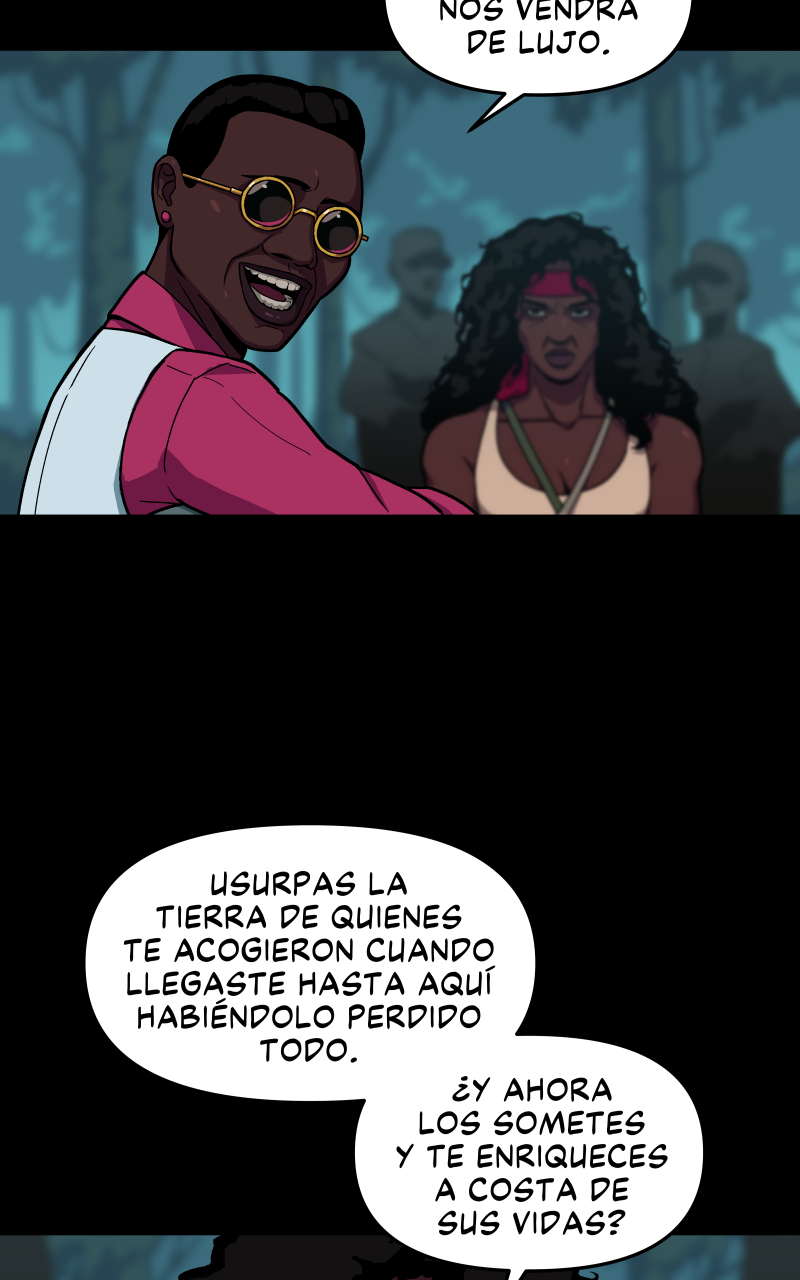 NOS VENDRÁ
DE LUJO.
USURPAS LA
TIERRA DE QUIENES
TE ACOGIERON CUANDO
LLEGASTE HASTA AQUÍ
HABIÉNDOLO PERDIDO
TODO.
¿Y AHORA
LOS SOMETES
Y TE ENRIQUECES
A COSTA DE
SUS VIDAS?